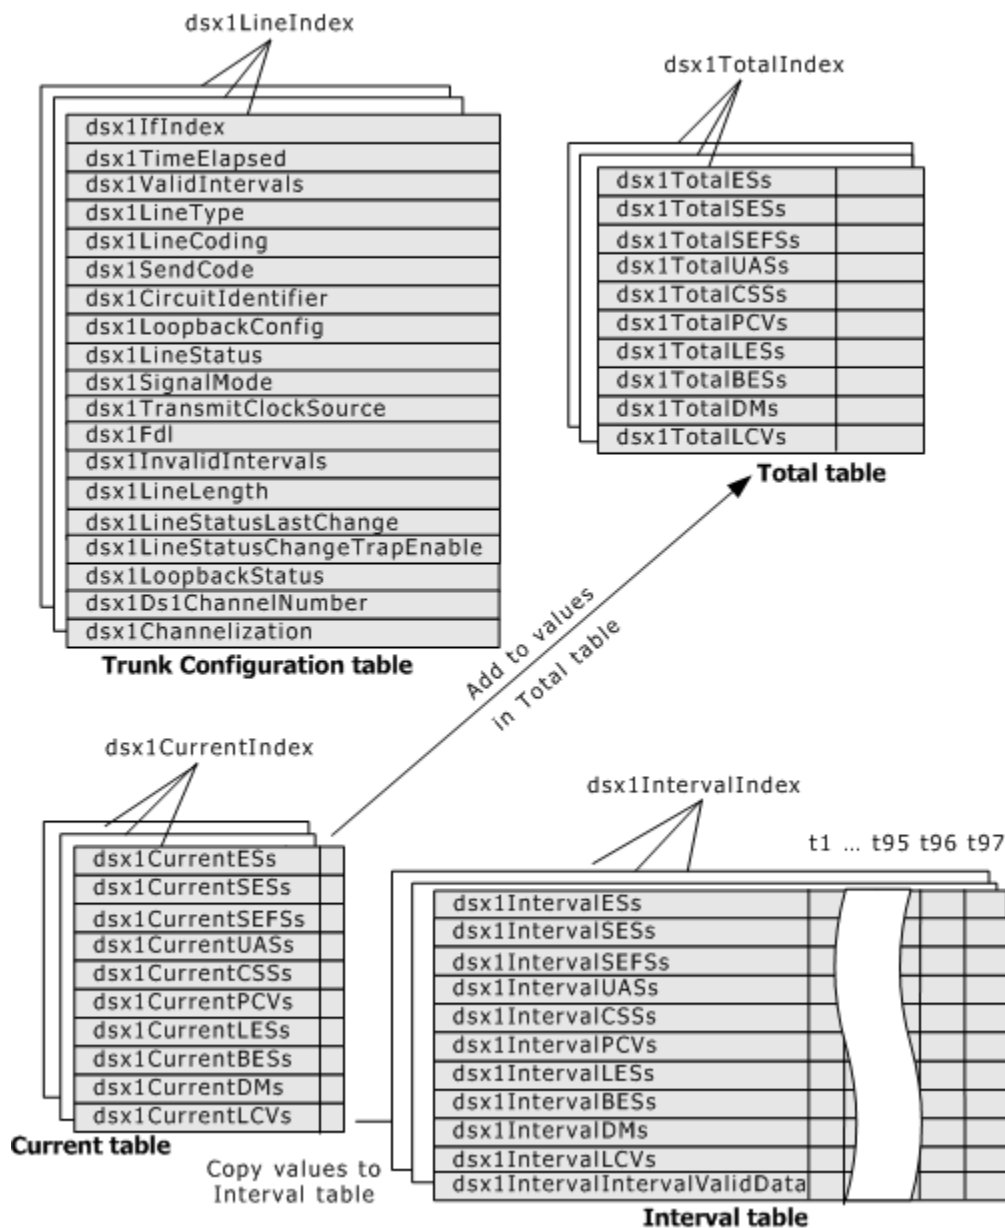 dsx1LineIndex
dsx1IfIndex
dsx1TimeElapsed
dsx1ValidIntervals
dsx1LineType
dsx1LineCoding
dsx1SendCode
dsx1CircuitIdentifier
dsx1LoopbackConfig
dsx1LineStatus
dsx1SignalMode
dsx1TransmitClockSource
dsx1Fdl
dsx1InvalidIntervals
dsx1LineLength
dsx1LineStatusLastChange
dsx1LineStatusChangeTrapEnable
dsx1LoopbackStatus
dsx1Ds1ChannelNumber
dsx1Channelization
Trunk Configuration table
dsx1TotalIndex
dsx1TotalESs
dsx1TotalSESs
dsx1TotalSEFSs
dsx1TotalUASs
dsx1TotalCSSs
dsx1TotalPCVs
dsx1TotalLESs
dsx1TotalBESs
dsx1TotalDMs
dsx1TotalLCVs
Total table
Add to values
in Total table
dsx1CurrentIndex
dsx1CurrentESs
dsx1CurrentSESs
dsx1CurrentSEFSs
dsx1CurrentUASs
dsx1CurrentCSSs
dsx1CurrentPCVs
dsx1CurrentLESs
dsx1CurrentBESs
dsx1CurrentDMs
dsx1CurrentLCVs
Current table
Copy values to
Interval table
dsx1IntervalIndex
t1 ... t95 t96 t97
dsx1IntervalESs
dsx1IntervalSESs
dsx1IntervalSEFSs
dsx1IntervalUASs
dsx1IntervalCSSs
dsx1IntervalPCVs
dsx1IntervalLESs
dsx1IntervalBESs
dsx1IntervalDMs
dsx1IntervalLCVs
dsx1IntervalIntervalValidData
Interval table